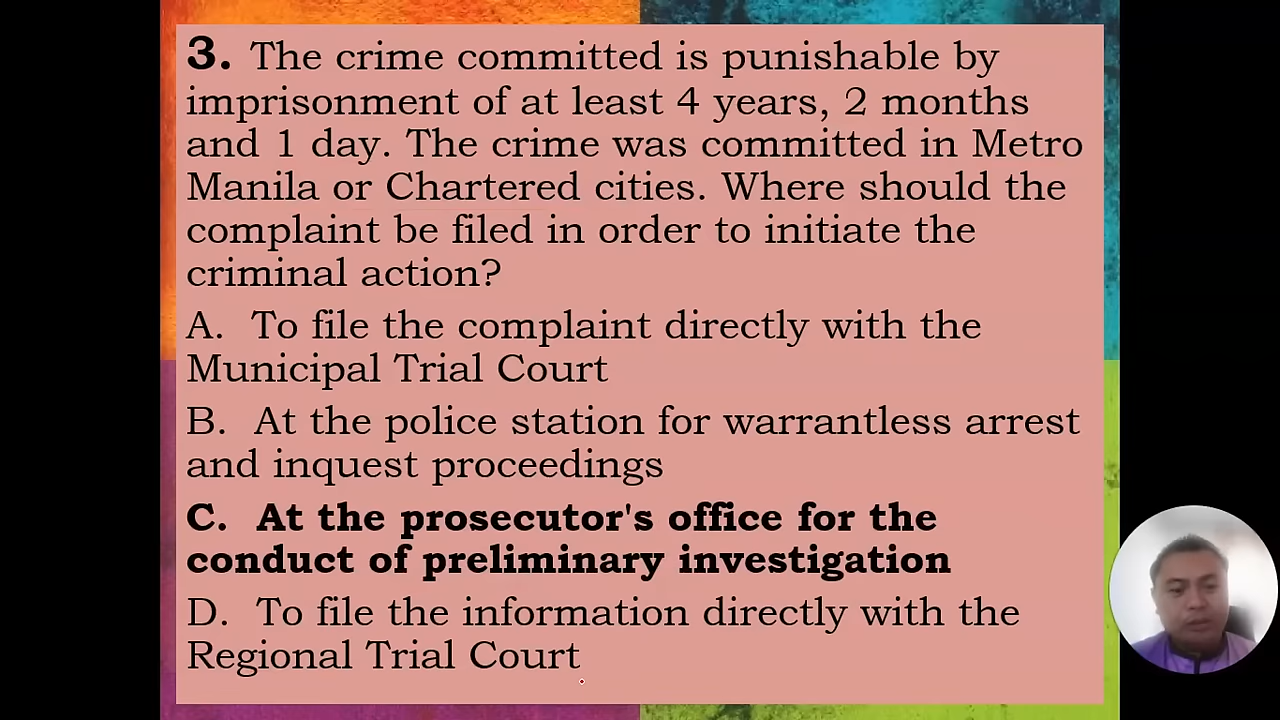 3. The crime committed is punishable by
imprisonment of at least 4 years, 2 months
and 1 day. The crime was committed in Metro
Manila or Chartered cities. Where should the
complaint be filed in order to initiate the
criminal action?
A. To file the complaint directly with the
Municipal Trial Court
B. At the police station for warrantless arrest
and inquest proceedings
C. At the prosecutor's office for the
conduct of preliminary investigation
D. To file the information directly with the
Regional Trial Court